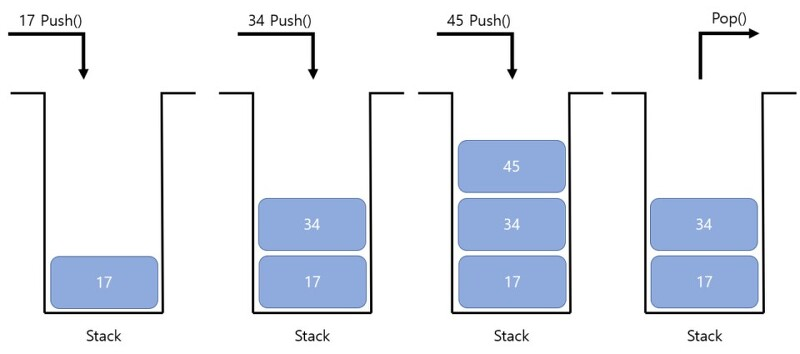 17 Push()
34 Push()
45 Push()
Pop()
17
34
17
45
34
17
34
17
Stack
Stack
Stack
Stack